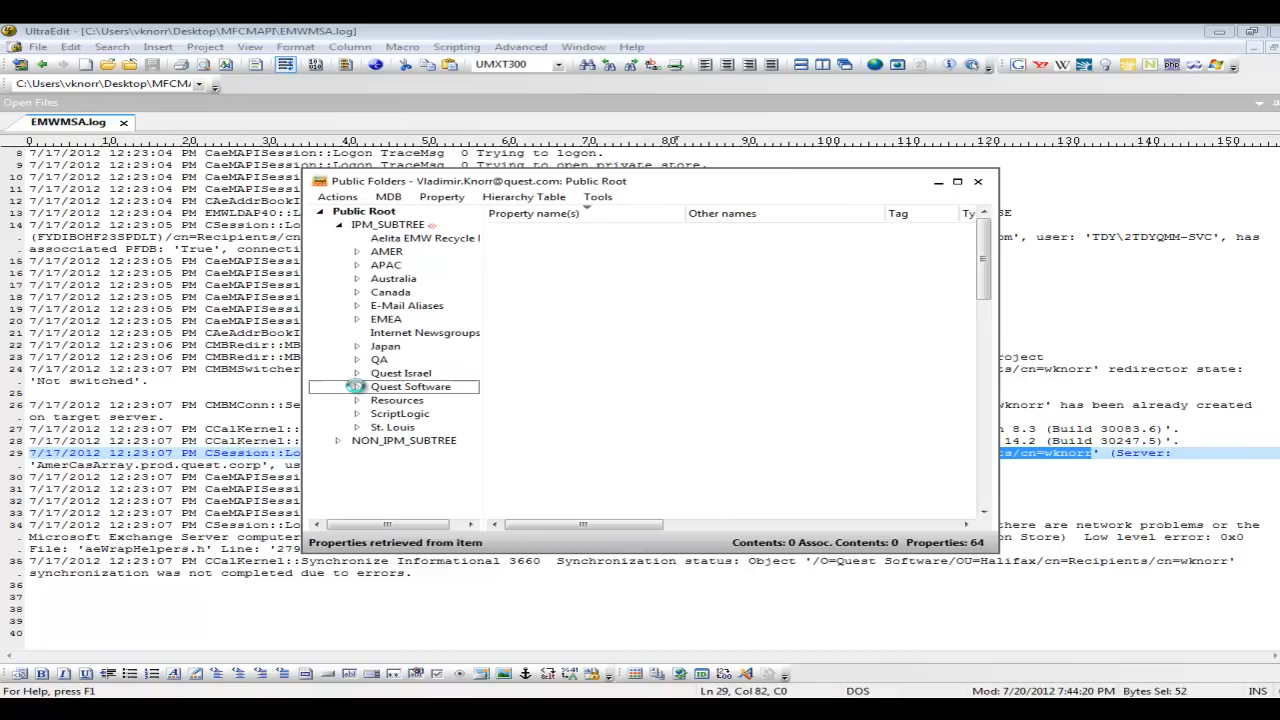 UltraEdit - [C:\Users\vknorr\Desktop\MFCMAPI\EMWMSA.log]
File Edit Search Insert Project View Format Column Macro Scripting Advanced Window Help
UMXT300
C:\Users\vknorr\Desktop\MFCMA
Open Files
EMWMSA.log
0 10 20 30 40 50 60 70 80 90 100 110 120 130 140 150
8 7/17/2012 12:23:04 PM CaeMAPISession::Logon TraceMsg 0 Trying to logon.
9 7/17/2012 12:23:04 PM CaeMAPISession::Logon TraceMsg 0 Trying to open private store.
10 7/17/2012 12:23:04 PM CaeMAPISessi
11 7/17/2012 12:23:04 PM CaeMAPISessi
12 7/17/2012 12:23:04 PM CAeAddrBookI
13 7/17/2012 12:23:04 PM EMWLDAP40::L SE
14 7/17/2012 12:23:05 PM CSession::Lo
(FYDIBOHF23SPDLT)/cn=Recipients/cn om', user: 'TDY\2TDYQMM-SVC', has
assocciated PFDB: 'True', connecti
15 7/17/2012 12:23:05 PM CaeMAPISessi
16 7/17/2012 12:23:05 PM CaeMAPISessi
17 7/17/2012 12:23:05 PM CaeMAPISessi
18 7/17/2012 12:23:05 PM CaeMAPISessi
19 7/17/2012 12:23:05 PM CaeMAPISessi
20 7/17/2012 12:23:05 PM CaeMAPISessi
21 7/17/2012 12:23:05 PM CAeAddrBookI
22 7/17/2012 12:23:06 PM CMBRedir::MB
23 7/17/2012 12:23:06 PM CMBRedir::MB oject
24 7/17/2012 12:23:07 PM CMBMSwitcher /cn=wknorr' redirector state:
'Not switched'.
25
26 7/17/2012 12:23:07 PM CMBMConn::Se wknorr' has been already created
on target server.
27 7/17/2012 12:23:07 PM CCalKernel:: n 8.3 (Build 30083.6)'.
28 7/17/2012 12:23:07 PM CCalKernel:: 14.2 (Build 30247.5)'.
29 7/17/2012 12:23:07 PM CSession::Lo s/cn=wknorr' (Server:
'AmerCasArray.prod.quest.corp', us
30 7/17/2012 12:23:07 PM CaeMAPISessi
31 7/17/2012 12:23:07 PM CaeMAPISessi
32 7/17/2012 12:23:07 PM CaeMAPISessi
33 7/17/2012 12:23:07 PM CaeMAPISessi
34 7/17/2012 12:23:07 PM CSession::Lo here are network problems or the
Microsoft Exchange Server computer on Store) Low level error: 0x0
File: 'aeWrapHelpers.h' Line: '279
35 7/17/2012 12:23:07 PM CCalKernel::Synchronize Informational 3660 Synchronization status: Object '/O=Quest Software/OU=Halifax/cn=Recipients/cn=wknorr'
synchronization was not completed due to errors.
36
37
38
39
40
Public Folders - Vladimir.Knorr@quest.com: Public Root
Actions MDB Property Hierarchy Table Tools
Property name(s) Other names Tag Ty
Public Root
IPM_SUBTREE
Aelita EMW Recycle
AMER
APAC
Australia
Canada
E-Mail Aliases
EMEA
Internet Newsgroups
Japan
QA
Quest Israel
Quest Software
Resources
ScriptLogic
St. Louis
NON_IPM_SUBTREE
Properties retrieved from item Contents: 0 Assoc. Contents: 0 Properties: 64
For Help, press F1 Ln 29, Col 82, C0 DOS Mod: 7/20/2012 7:44:20 PM Bytes Sel: 52 INS